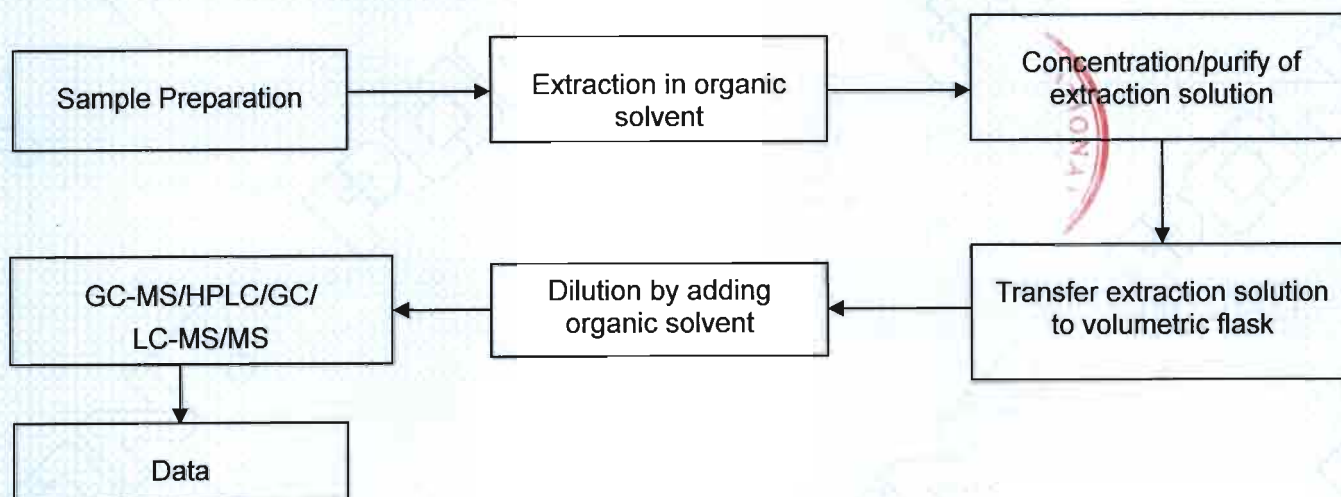 Sample Preparation
Extraction in organic
solvent
Concentration/purify of
extraction solution
Transfer extraction solution
to volumetric flask
Dilution by adding
organic solvent
GC-MS/HPLC/GC/
LC-MS/MS
Data